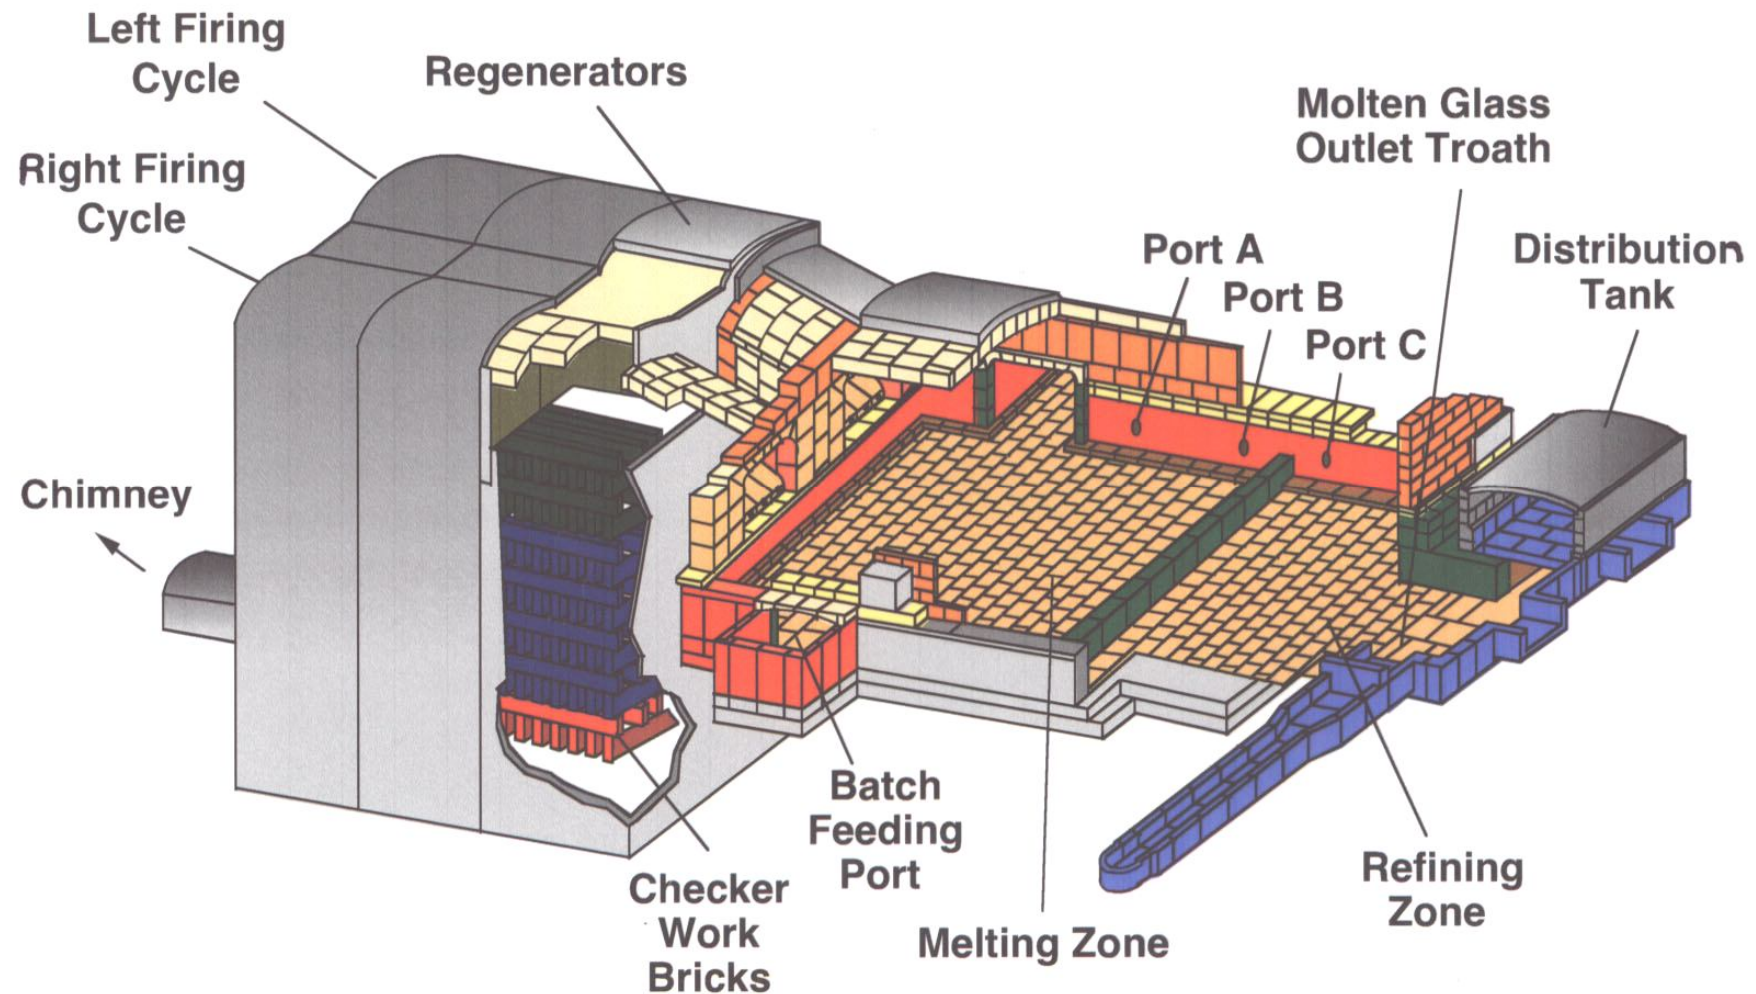 Left Firing
Cycle
Regenerators
Right Firing
Cycle
Molten Glass
Outlet Troath
Port A
Port B
Port C
Distribution
Tank
Chimney
Batch
Feeding
Port
Checker
Work
Bricks
Melting Zone
Refining
Zone